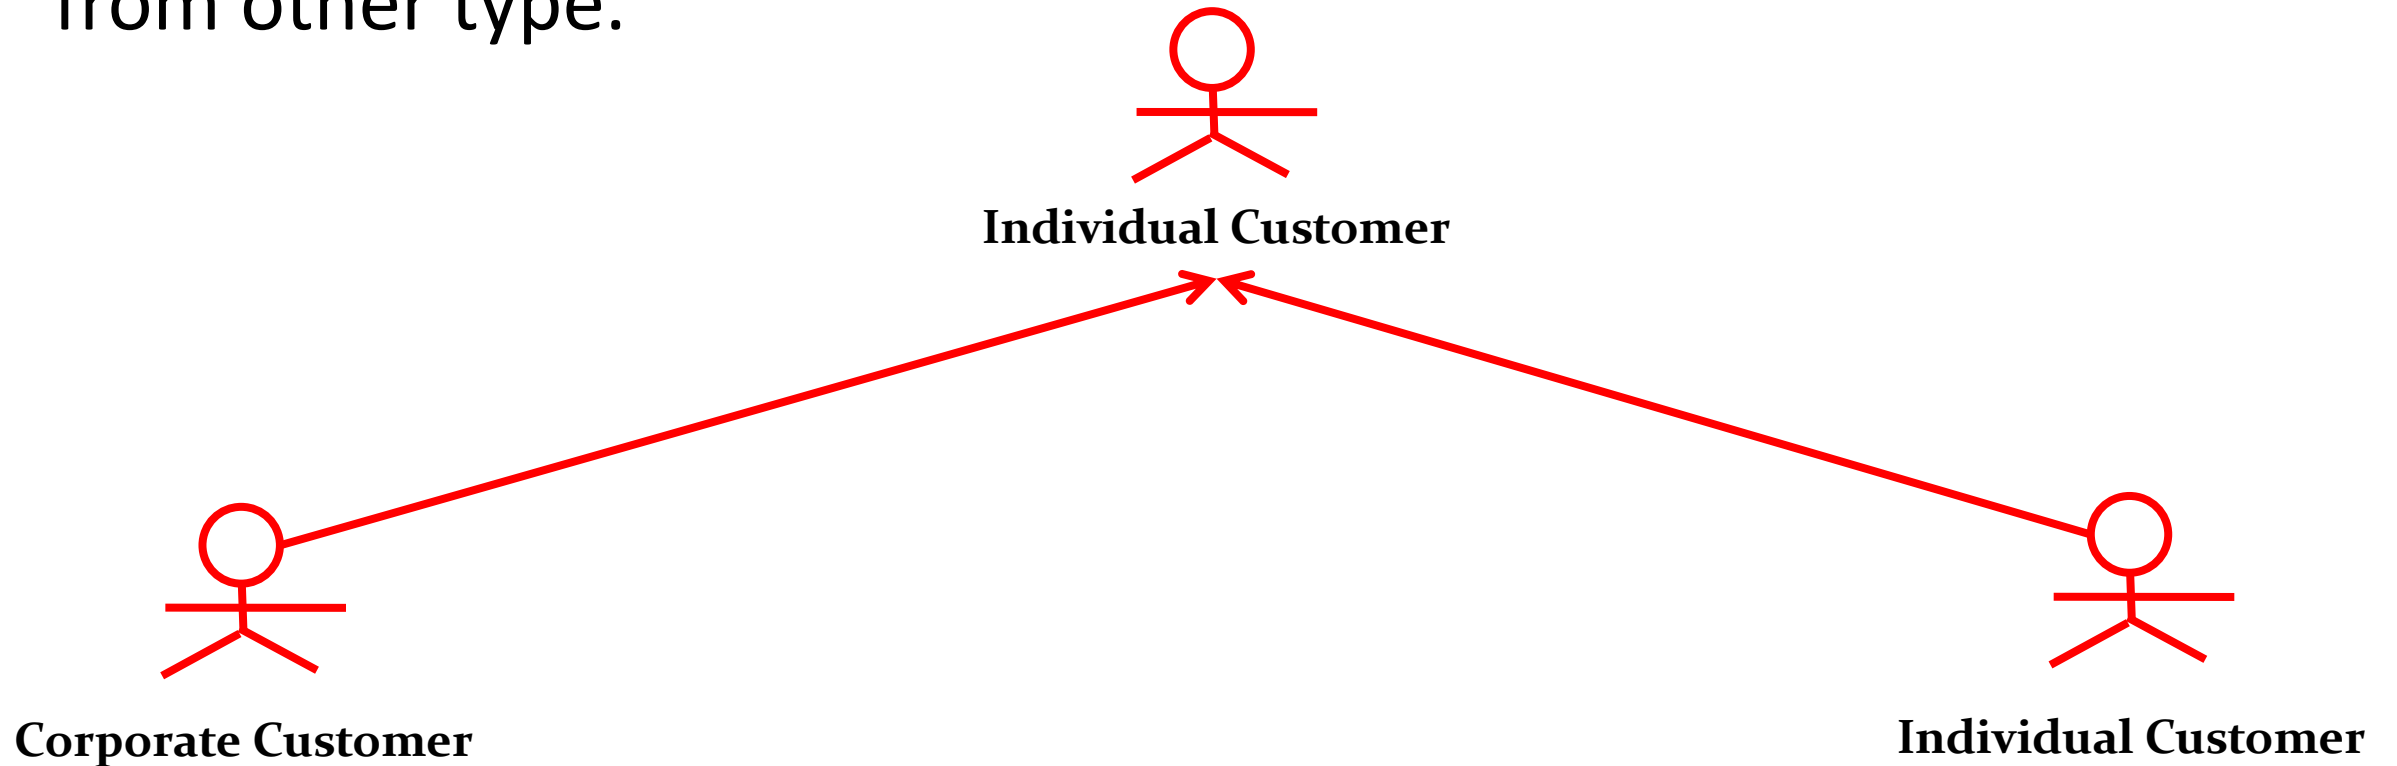 from other type.
Individual Customer
Corporate Customer
Individual Customer